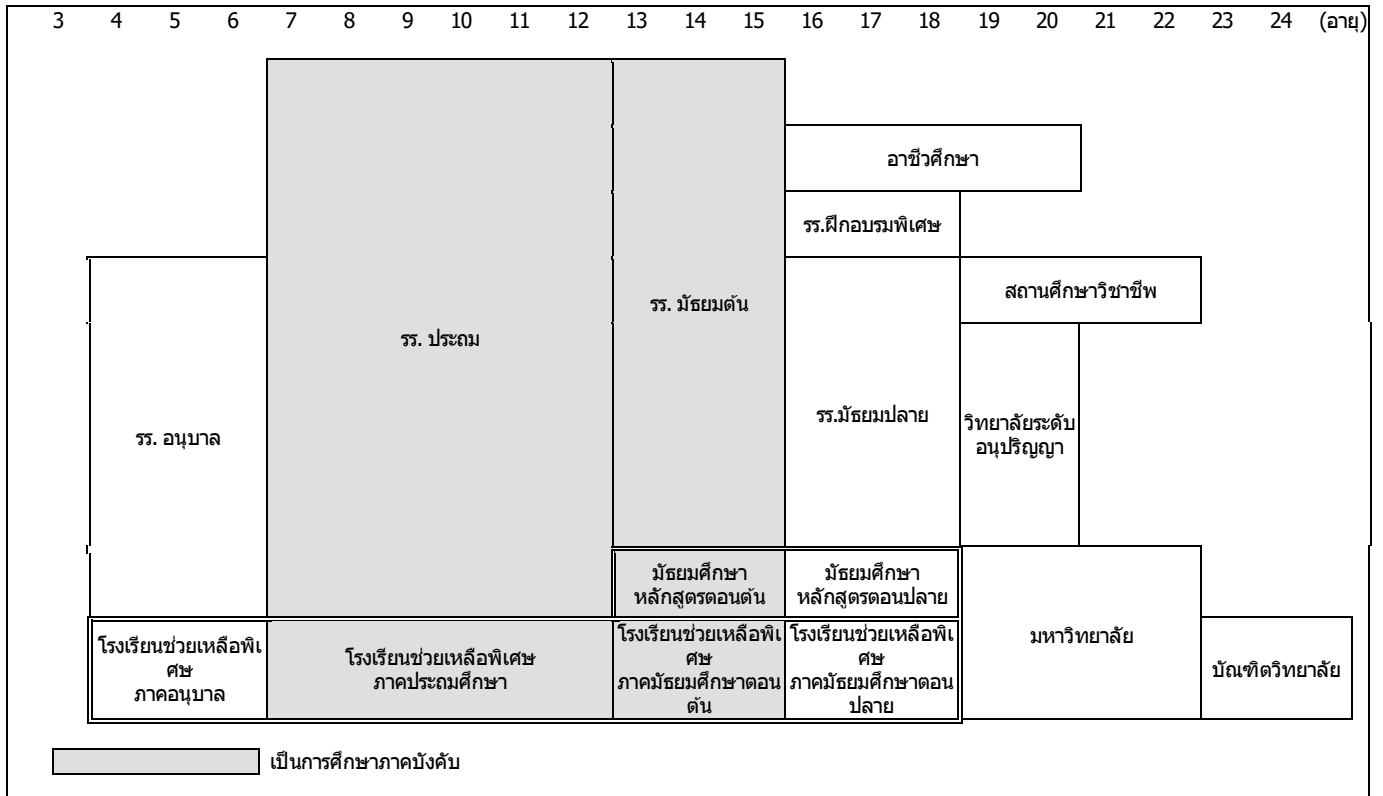 3 4 5 6 7 8 9 10 11 12 13 14 15 16 17 18 19 20 21 22 23 24 (อายุ)
อาชีวศึกษา
รร.ฝึกอบรมพิเศษ
สถานศึกษาวิชาชีพ
รร. มัธยมต้น
รร. ประถม
รร.มัธยมปลาย
วิทยาลัยระดับ
อนุปริญญา
รร. อนุบาล
มัธยมศึกษา
หลักสูตรตอนต้น
มัธยมศึกษา
หลักสูตรตอนปลาย
มหาวิทยาลัย
โรงเรียนช่วยเหลือพิเ
ศษ
ภาคอนุบาล
โรงเรียนช่วยเหลือพิเศษ
ภาคประถมศึกษา
โรงเรียนช่วยเหลือพิเ
ศษ
ภาคมัธยมศึกษาตอน
ต้น
โรงเรียนช่วยเหลือพิเ
ศษ
ภาคมัธยมศึกษาตอน
ปลาย
บัณฑิตวิทยาลัย
เป็นการศึกษาภาคบังคับ